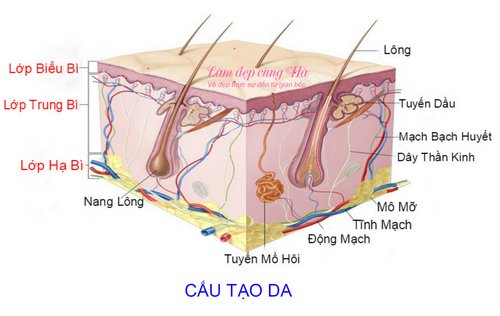 Lông
Làm đẹp cùng Hà
Vẻ đẹp thực sự đến từ gian bếp
Lớp Biểu Bì
Lớp Trung Bì
Tuyến Dầu
Mạch Bạch Huyết
Dây Thần Kinh
Lớp Hạ Bì
Nang Lông
Mô Mỡ
Tĩnh Mạch
Động Mạch
Tuyến Mồ Hôi
CẤU TẠO DA